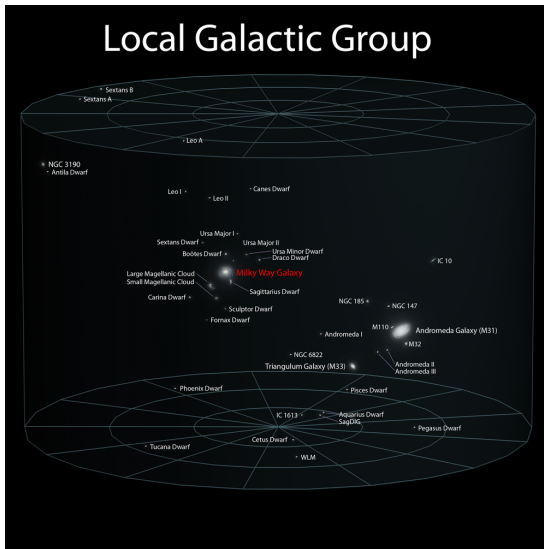 Local Galactic Group
Sextans B
Sextans A
Leo A
NGC 3190
Antila Dwarf
Leo I
Leo II
Canes Dwarf
Ursa Major I
Sextans Dwarf
Ursa Major II
Boötes Dwarf
Ursa Minor Dwarf
Draco Dwarf
IC 10
Milky Way Galaxy
Large Magellanic Cloud
Small Magellanic Cloud
Sagittarius Dwarf
Carina Dwarf
NGC 185
NGC 147
Sculptor Dwarf
Fornax Dwarf
M110
Andromeda Galaxy (M31)
Andromeda I
M32
NGC 6822
Andromeda II
Andromeda III
Triangulum Galaxy (M33)
Phoenix Dwarf
Pisces Dwarf
IC 1613
Aquarius Dwarf
SagDIG
Pegasus Dwarf
Cetus Dwarf
Tucana Dwarf
WLM